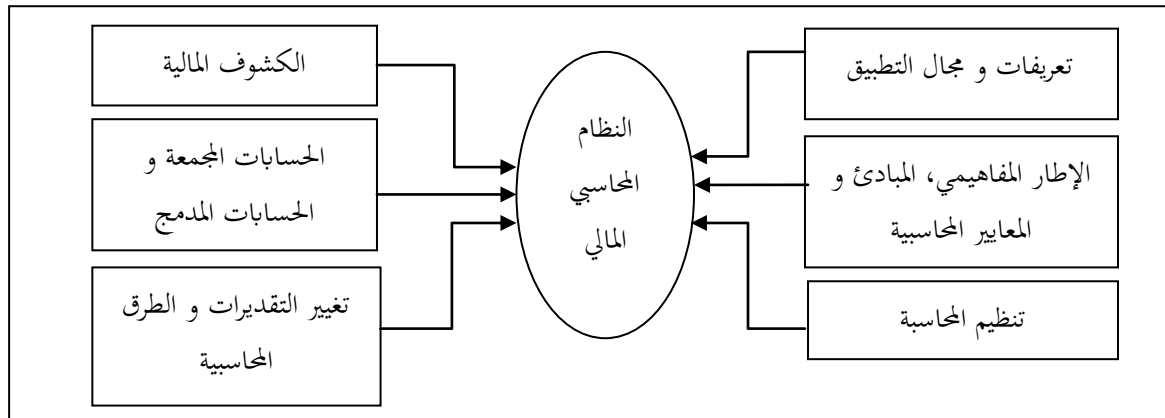 تعريفات و مجال التطبيق
الإطار المفاهيمي، المبادئ و
المعايير المحاسبية
تنظيم المحاسبة
النظام
المحاسبي
المالي
الكشوف المالية
الحسابات المجمعة و
الحسابات المدمج
تغيير التقديرات و الطرق
المحاسبية